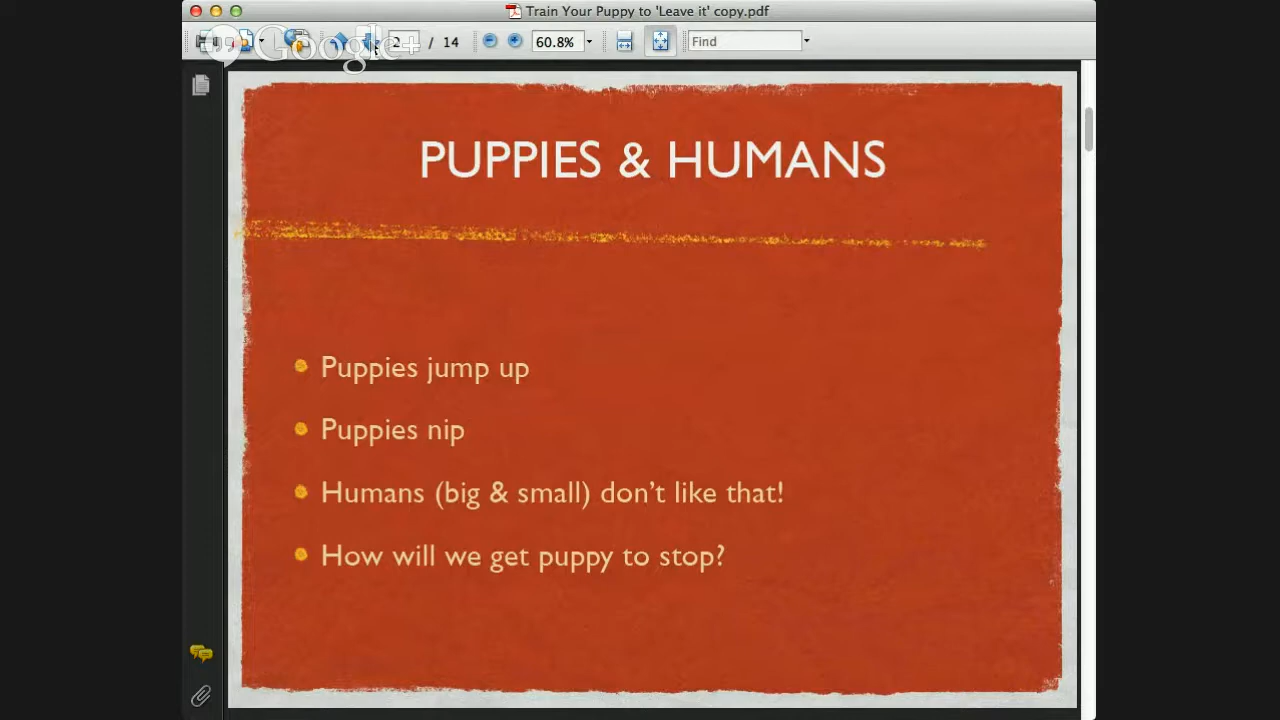 Train Your Puppy to 'Leave it' copy.pdf
Google+
2 / 14
60.8%
Find
PUPPIES & HUMANS
Puppies jump up
Puppies nip
Humans (big & small) don't like that!
How will we get puppy to stop?